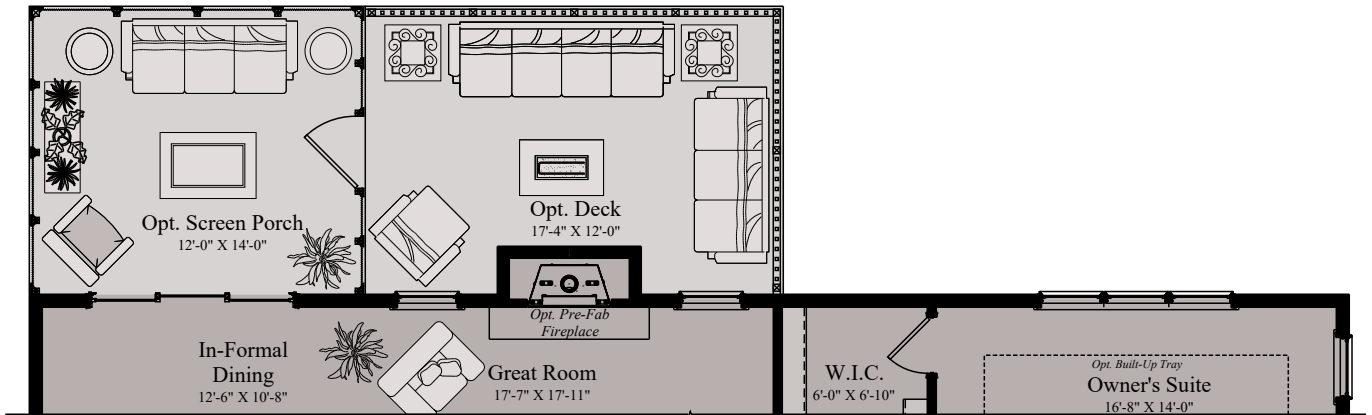 Opt. Screen Porch
12'-0" X 14'-0"
Opt. Deck
17'-4" X 12'-0"
Opt. Pre-Fab
Fireplace
In-Formal
Dining
12'-6" X 10'-8"
Great Room
17'-7" X 17'-11"
W.I.C.
6'-0" X 6'-10"
Opt. Built-Up Tray
Owner's Suite
16'-8" X 14'-0"